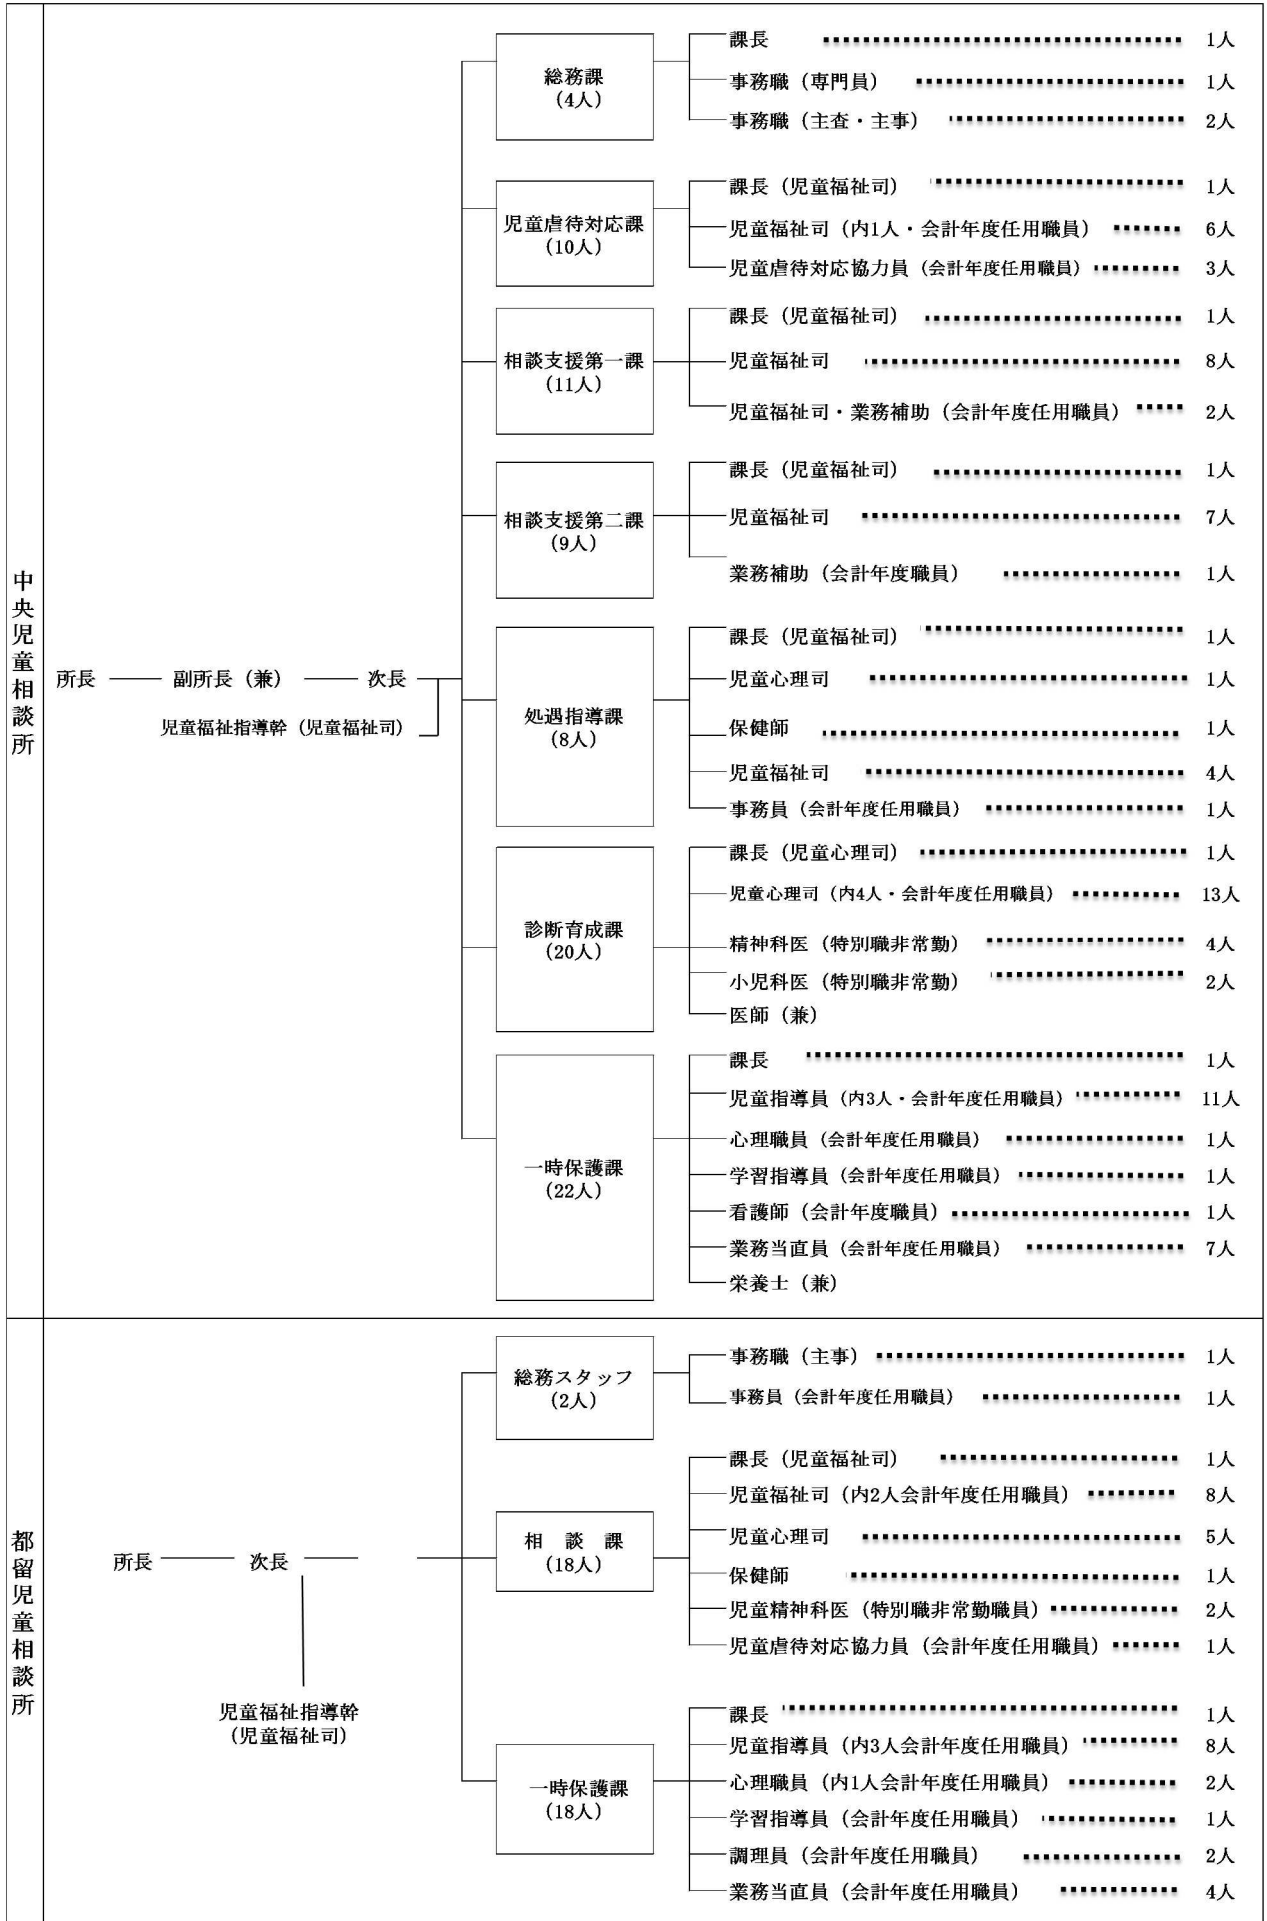 中央児童相談所
所長
副所長（兼）
次長
児童福祉指導幹（児童福祉司）
総務課
（4人）
課長 1人
事務職（専門員） 1人
事務職（主査・主事） 2人
児童虐待対応課
（10人）
課長（児童福祉司） 1人
児童福祉司（内1人・会計年度任用職員） 6人
児童虐待対応協力員（会計年度任用職員） 3人
相談支援第一課
（11人）
課長（児童福祉司） 1人
児童福祉司 8人
児童福祉司・業務補助（会計年度任用職員） 2人
相談支援第二課
（9人）
課長（児童福祉司） 1人
児童福祉司 7人
業務補助（会計年度職員） 1人
処遇指導課
（8人）
課長（児童福祉司） 1人
児童心理司 1人
保健師 1人
児童福祉司 4人
事務員（会計年度任用職員） 1人
診断育成課
（20人）
課長（児童心理司） 1人
児童心理司（内4人・会計年度任用職員） 13人
精神科医（特別職非常勤） 4人
小児科医（特別職非常勤） 2人
医師（兼）
一時保護課
（22人）
課長 1人
児童指導員（内3人・会計年度任用職員） 11人
心理職員（会計年度任用職員） 1人
学習指導員（会計年度任用職員） 1人
看護師（会計年度職員） 1人
業務当直員（会計年度任用職員） 7人
栄養士（兼）
都留児童相談所
所長
次長
児童福祉指導幹
（児童福祉司）
総務スタッフ
（2人）
事務職（主事） 1人
事務員（会計年度任用職員） 1人
相　談　課
（18人）
課長（児童福祉司） 1人
児童福祉司（内2人会計年度任用職員） 8人
児童心理司 5人
保健師 1人
児童精神科医（特別職非常勤職員） 2人
児童虐待対応協力員（会計年度任用職員） 1人
一時保護課
（18人）
課長 1人
児童指導員（内3人会計年度任用職員） 8人
心理職員（内1人会計年度任用職員） 2人
学習指導員（会計年度任用職員） 1人
調理員（会計年度任用職員） 2人
業務当直員（会計年度任用職員） 4人